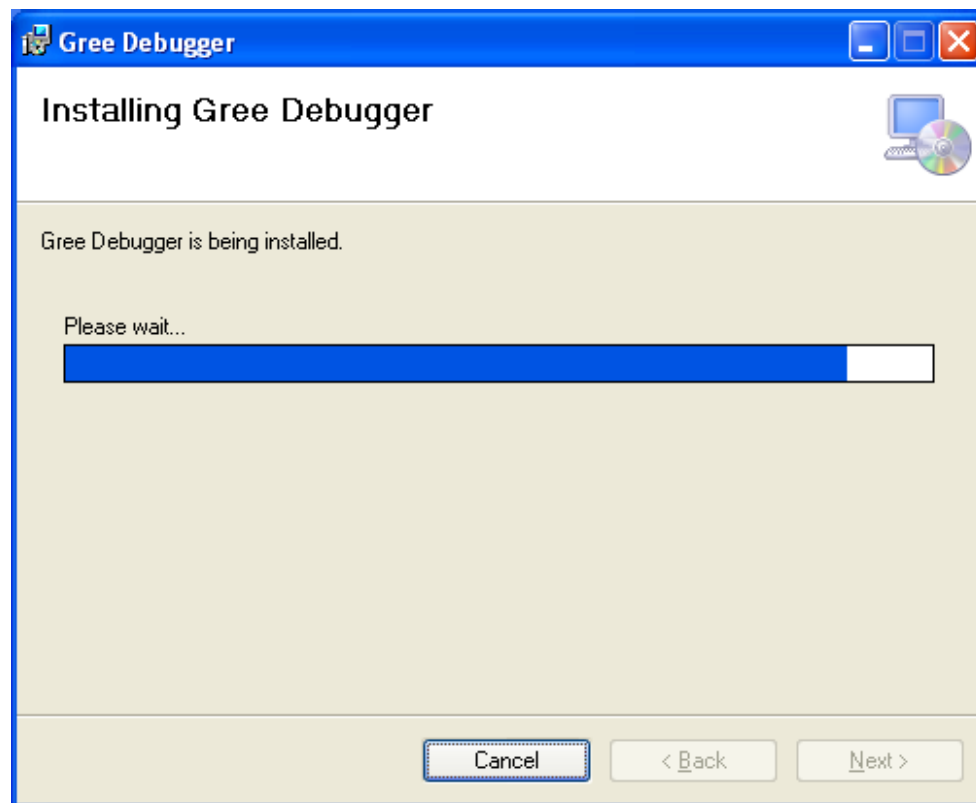 Gree Debugger
Installing Gree Debugger
Gree Debugger is being installed.
Please wait...
Cancel
< Back
Next >